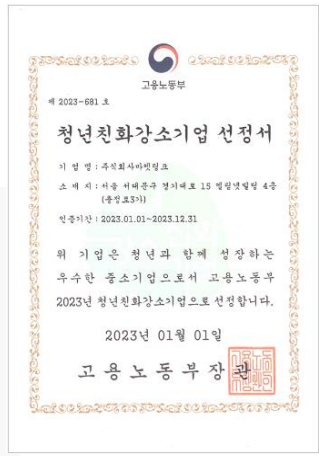 고용노동부
제 2023-681 호
청년친화강소기업 선정서
기 업 명 : 주식회사마켓링크
소 재 지 : 서울 서대문구 경기대로 15 엘림넷빌딩 4층
(충정로3가)
인증기간 : 2023.01.01~2023.12.31
위 기업은 청년과 함께 성장하는
우수한 중소기업으로서 고용노동부
2023년 청년친화강소기업으로 선정합니다.
2023년 01월 01일
고용노동부장관